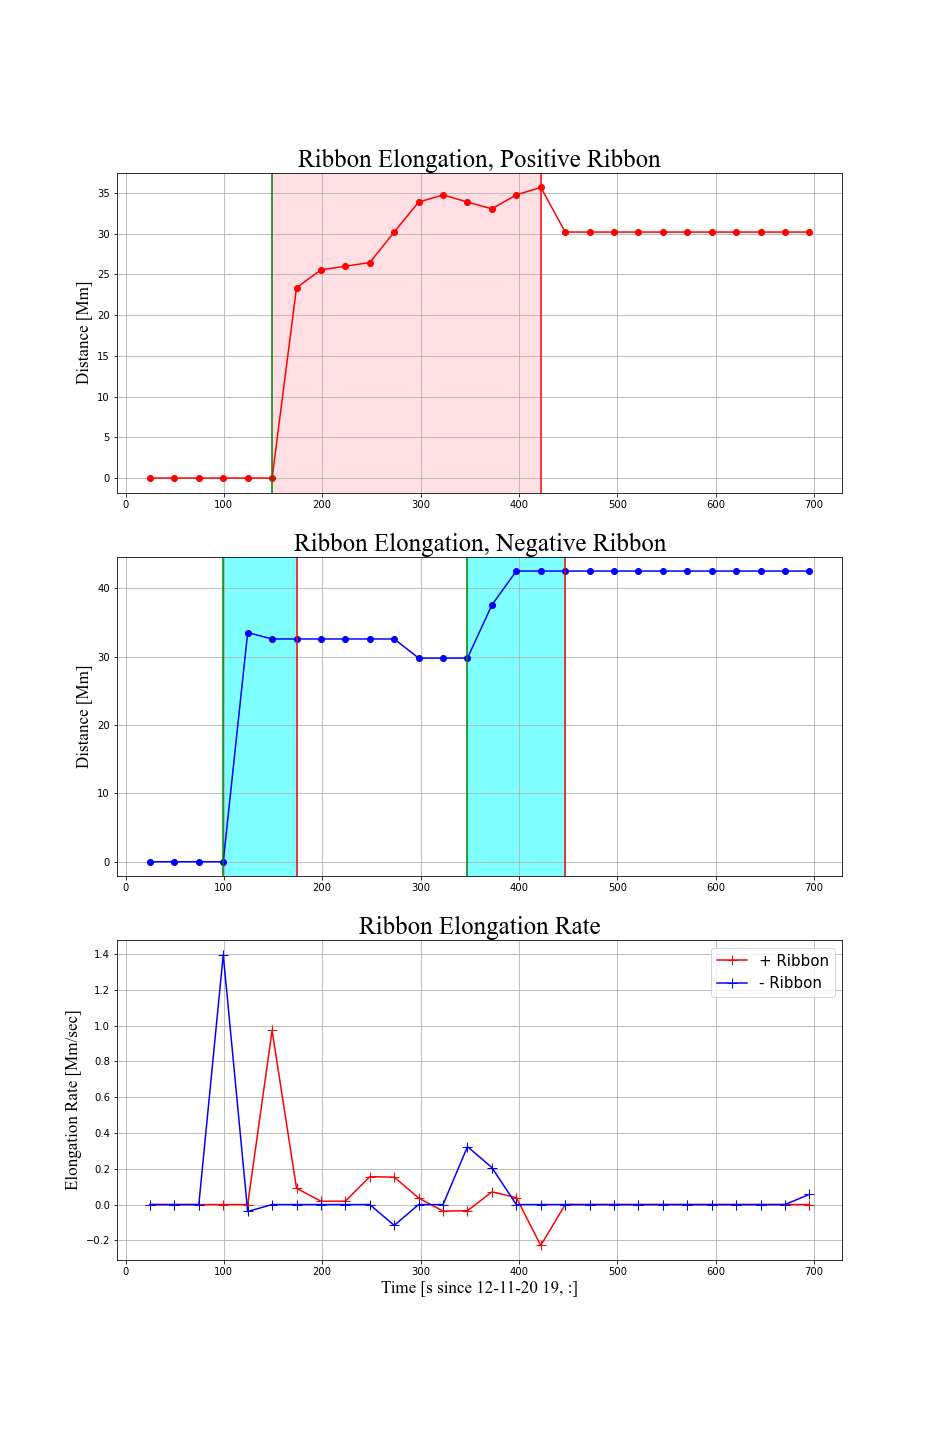 Ribbon Elongation, Positive Ribbon
35
30
25
20
15
10
5
0
Distance [Mm]
0 100 200 300 400 500 600 700
Ribbon Elongation, Negative Ribbon
40
30
20
10
0
Distance [Mm]
0 100 200 300 400 500 600 700
Ribbon Elongation Rate
1.4
1.2
1.0
0.8
0.6
0.4
0.2
0.0
−0.2
Elongation Rate [Mm/sec]
+ Ribbon
- Ribbon
0 100 200 300 400 500 600 700
Time [s since 12-11-20 19, :]